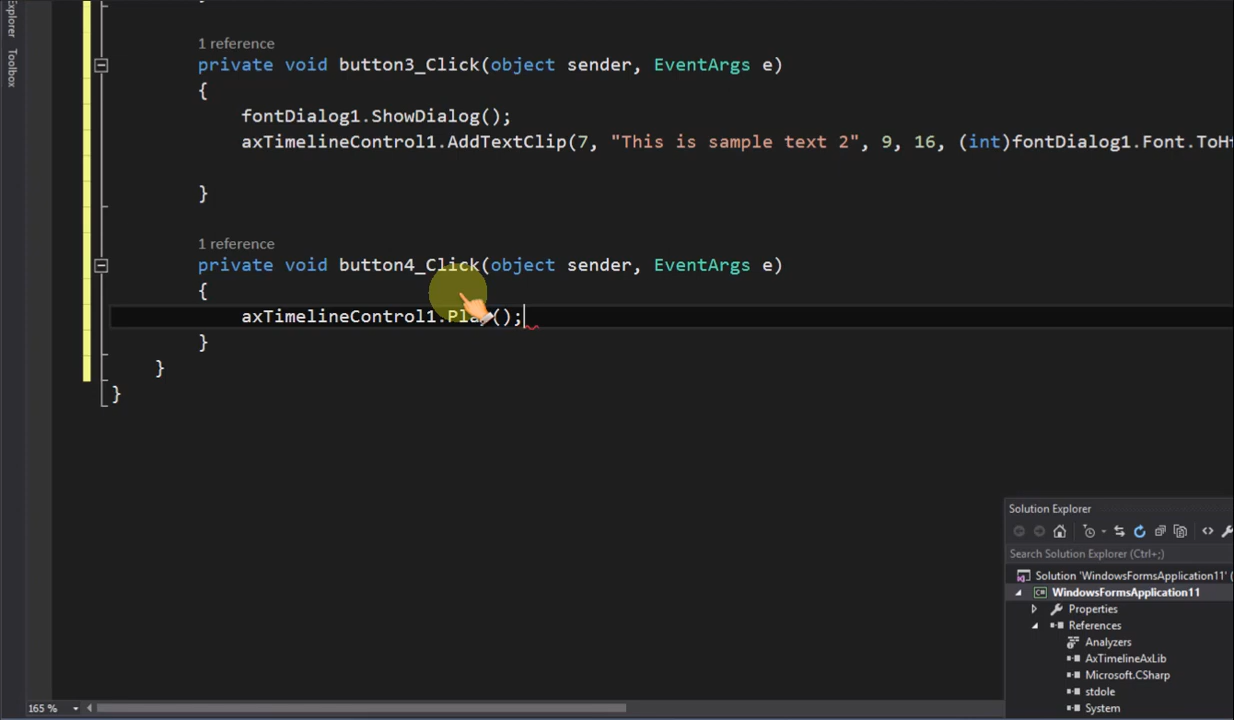 Explorer
Toolbox
1 reference
private void button3_Click(object sender, EventArgs e)
{
fontDialog1.ShowDialog();
axTimelineControl1.AddTextClip(7, "This is sample text 2", 9, 16, (int)fontDialog1.Font.ToHf
}
1 reference
private void button4_Click(object sender, EventArgs e)
{
axTimelineControl1.Play();
}
}
}
Solution Explorer
Search Solution Explorer (Ctrl+;)
Solution 'WindowsFormsApplication11' (
WindowsFormsApplication11
Properties
References
Analyzers
AxTimelineAxLib
Microsoft.CSharp
stdole
System
165 %